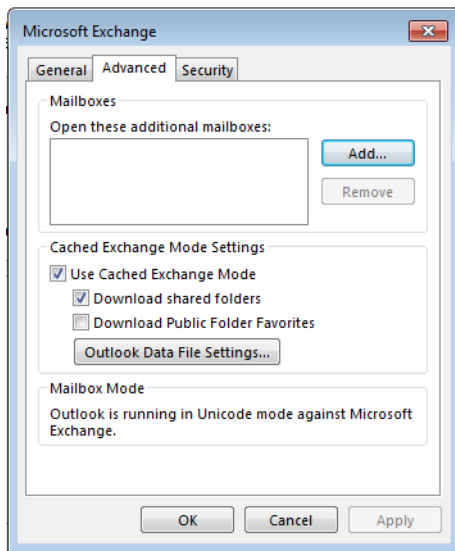 Microsoft Exchange
General Advanced Security
Mailboxes
Open these additional mailboxes:
Add...
Remove
Cached Exchange Mode Settings
Use Cached Exchange Mode
Download shared folders
Download Public Folder Favorites
Outlook Data File Settings...
Mailbox Mode
Outlook is running in Unicode mode against Microsoft
Exchange.
OK Cancel Apply